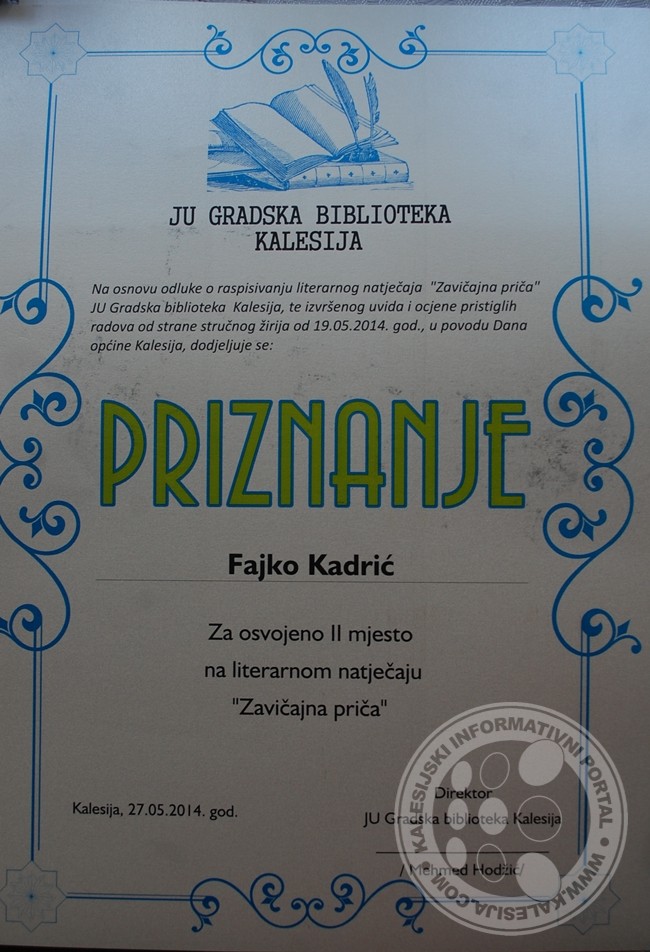 JU GRADSKA BIBLIOTEKA
KALESIJA
Na osnovu odluke o raspisivanju literarnog natječaja "Zavičajna priča"
JU Gradska biblioteka Kalesija, te izvršenog uvida i ocjene pristiglih
radova od strane stručnog žirija od 19.05.2014. god., u povodu Dana
općine Kalesija, dodjeljuje se:
PRIZNANJE
Fajko Kadrić
Za osvojeno II mjesto
na literarnom natječaju
"Zavičajna priča"
Kalesija, 27.05.2014. god.
Direktor
JU Gradska biblioteka Kalesija
/Mehmed Hodžić/
KALESIJSKI INFORMATIVNI PORTAL • WWW.KALESIJA.COM •